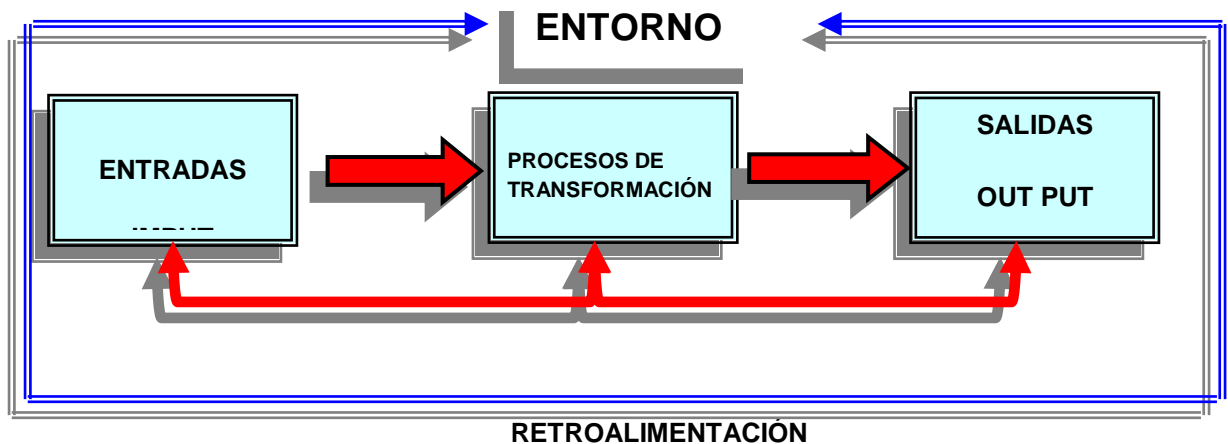 ENTORNO
ENTRADAS
PROCESOS DE
TRANSFORMACIÓN
SALIDAS
OUT PUT
RETROALIMENTACIÓN